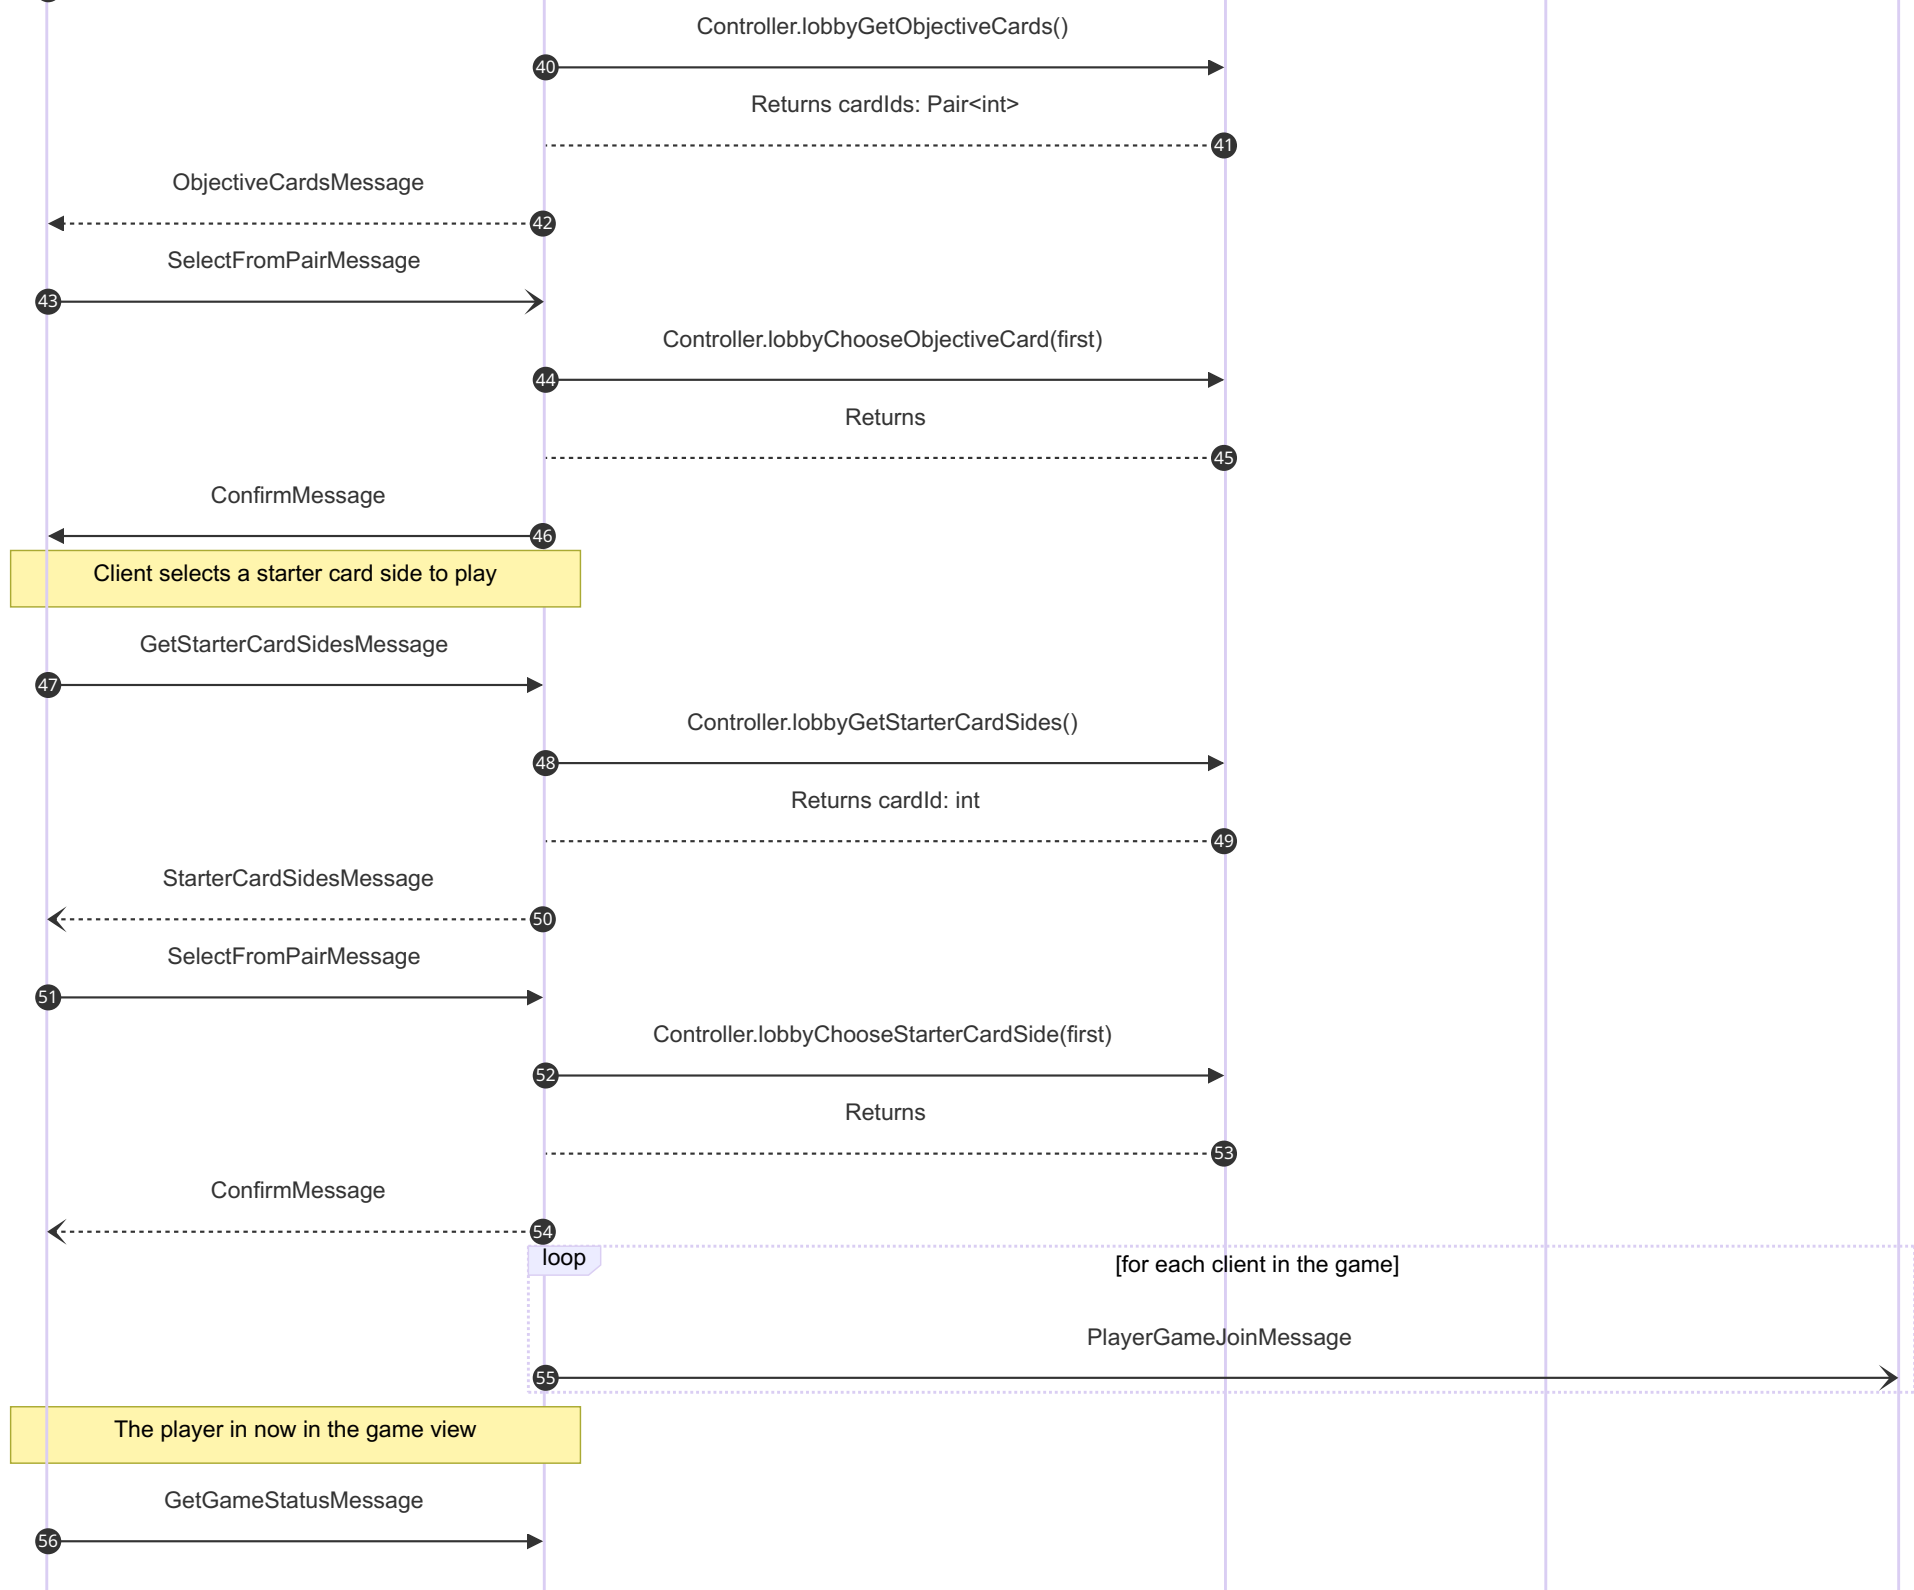 Controller.lobbyGetObjectiveCards()
40
Returns cardIds: Pair<int>
41
ObjectiveCardsMessage
42
SelectFromPairMessage
43
Controller.lobbyChooseObjectiveCard(first)
44
Returns
45
ConfirmMessage
46
Client selects a starter card side to play
GetStarterCardSidesMessage
47
Controller.lobbyGetStarterCardSides()
48
Returns cardId: int
49
StarterCardSidesMessage
50
SelectFromPairMessage
51
Controller.lobbyChooseStarterCardSide(first)
52
Returns
53
ConfirmMessage
54
loop
[for each client in the game]
PlayerGameJoinMessage
55
The player in now in the game view
GetGameStatusMessage
56